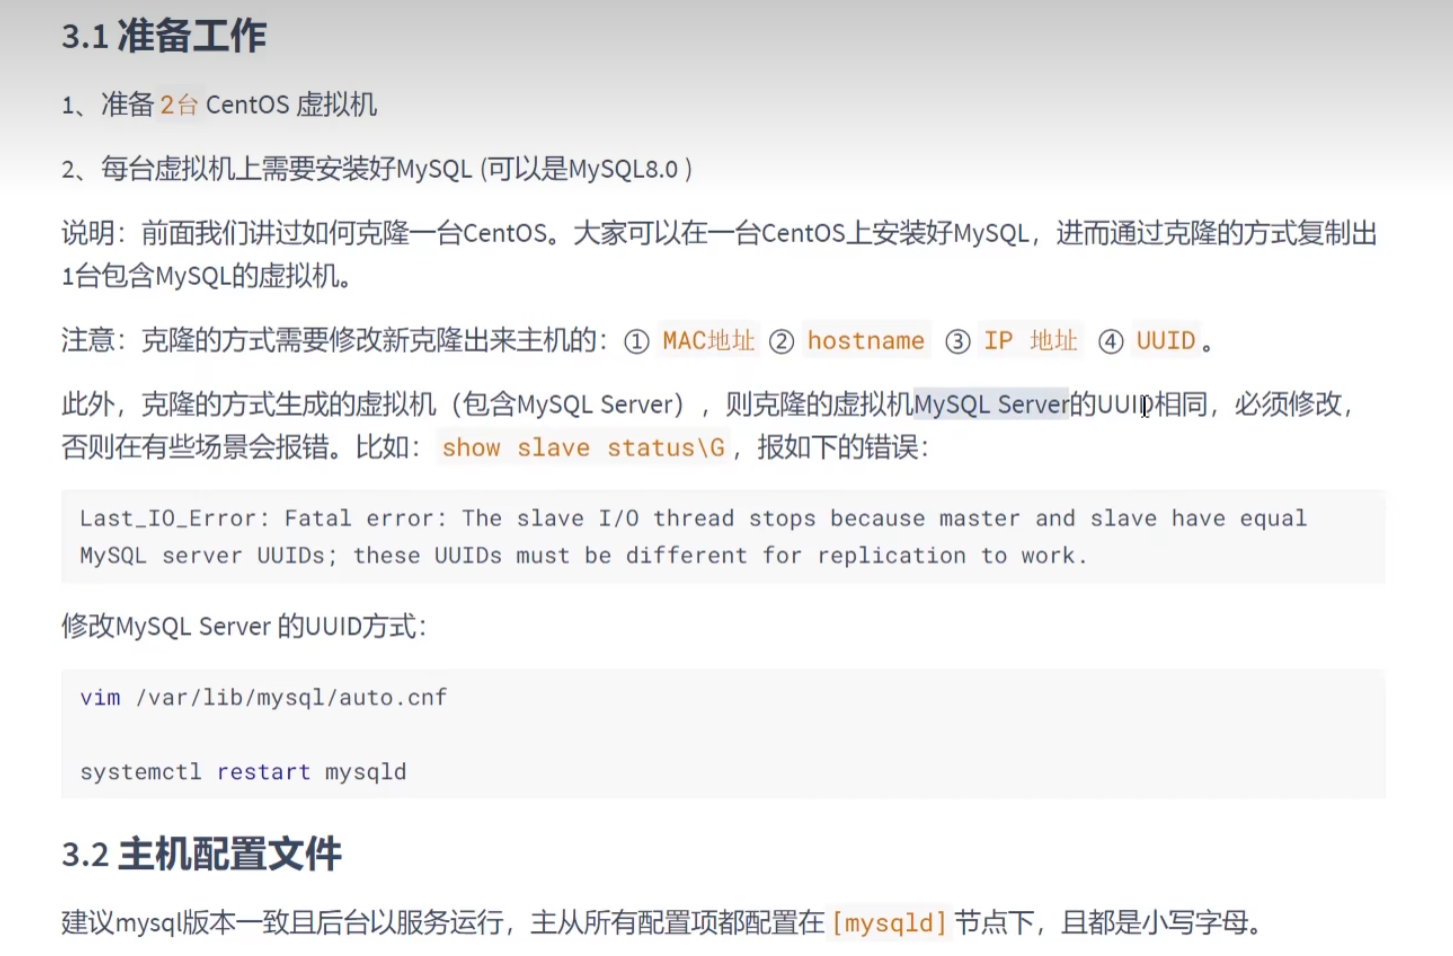 3.1 准备工作
1、准备 2台 CentOS 虚拟机
2、每台虚拟机上需要安装好MySQL (可以是MySQL8.0 )
说明：前面我们讲过如何克隆一台CentOS。大家可以在一台CentOS上安装好MySQL，进而通过克隆的方式复制出
1台包含MySQL的虚拟机。
注意：克隆的方式需要修改新克隆出来主机的：① MAC地址 ② hostname ③ IP 地址 ④ UUID 。
此外，克隆的方式生成的虚拟机（包含MySQL Server），则克隆的虚拟机MySQL Server的UUID相同，必须修改，
否则在有些场景会报错。比如： show slave status\G ，报如下的错误：
Last_IO_Error: Fatal error: The slave I/O thread stops because master and slave have equal
MySQL server UUIDs; these UUIDs must be different for replication to work.
修改MySQL Server 的UUID方式：
vim /var/lib/mysql/auto.cnf
systemctl restart mysqld
3.2 主机配置文件
建议mysql版本一致且后台以服务运行，主从所有配置项都配置在 [mysqld] 节点下，且都是小写字母。